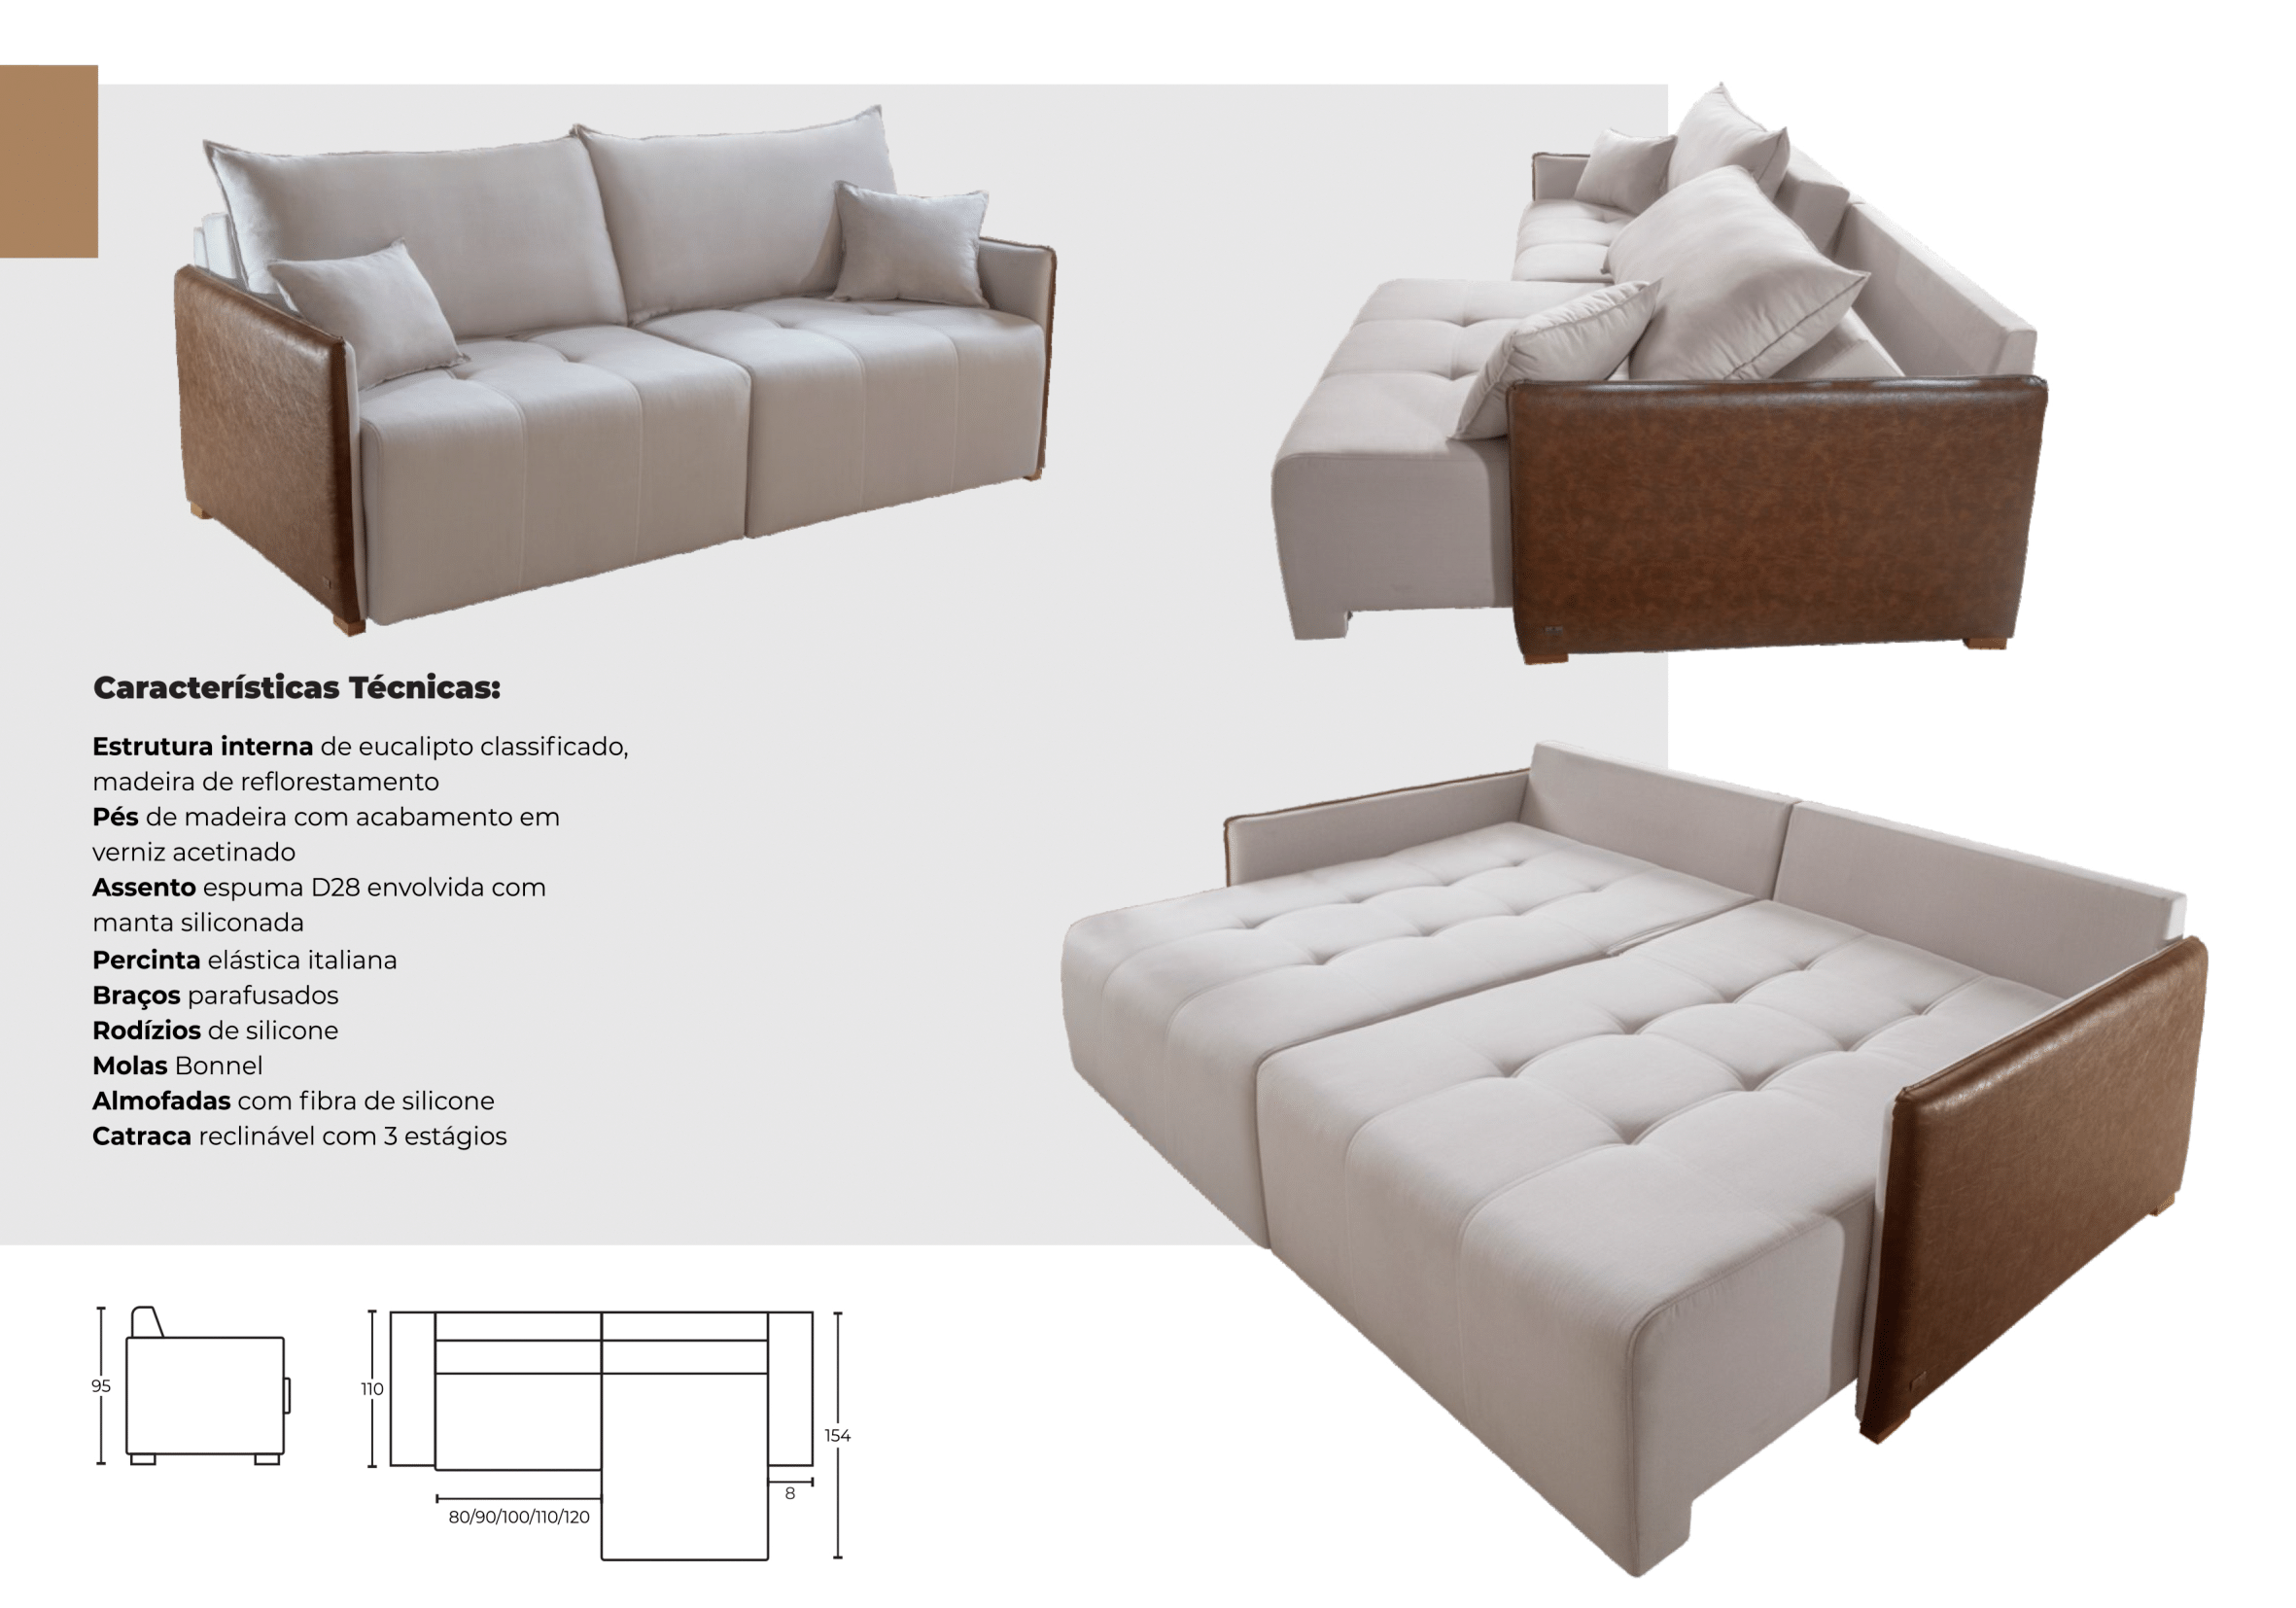 Características Técnicas:
Estrutura interna de eucalipto classificado,
madeira de reflorestamento
Pés de madeira com acabamento em
verniz acetinado
Assento espuma D28 envolvida com
manta siliconada
Percinta elástica italiana
Braços parafusados
Rodízios de silicone
Molas Bonnel
Almofadas com fibra de silicone
Catraca reclinável com 3 estágios
95
110
154
8
80/90/100/110/120